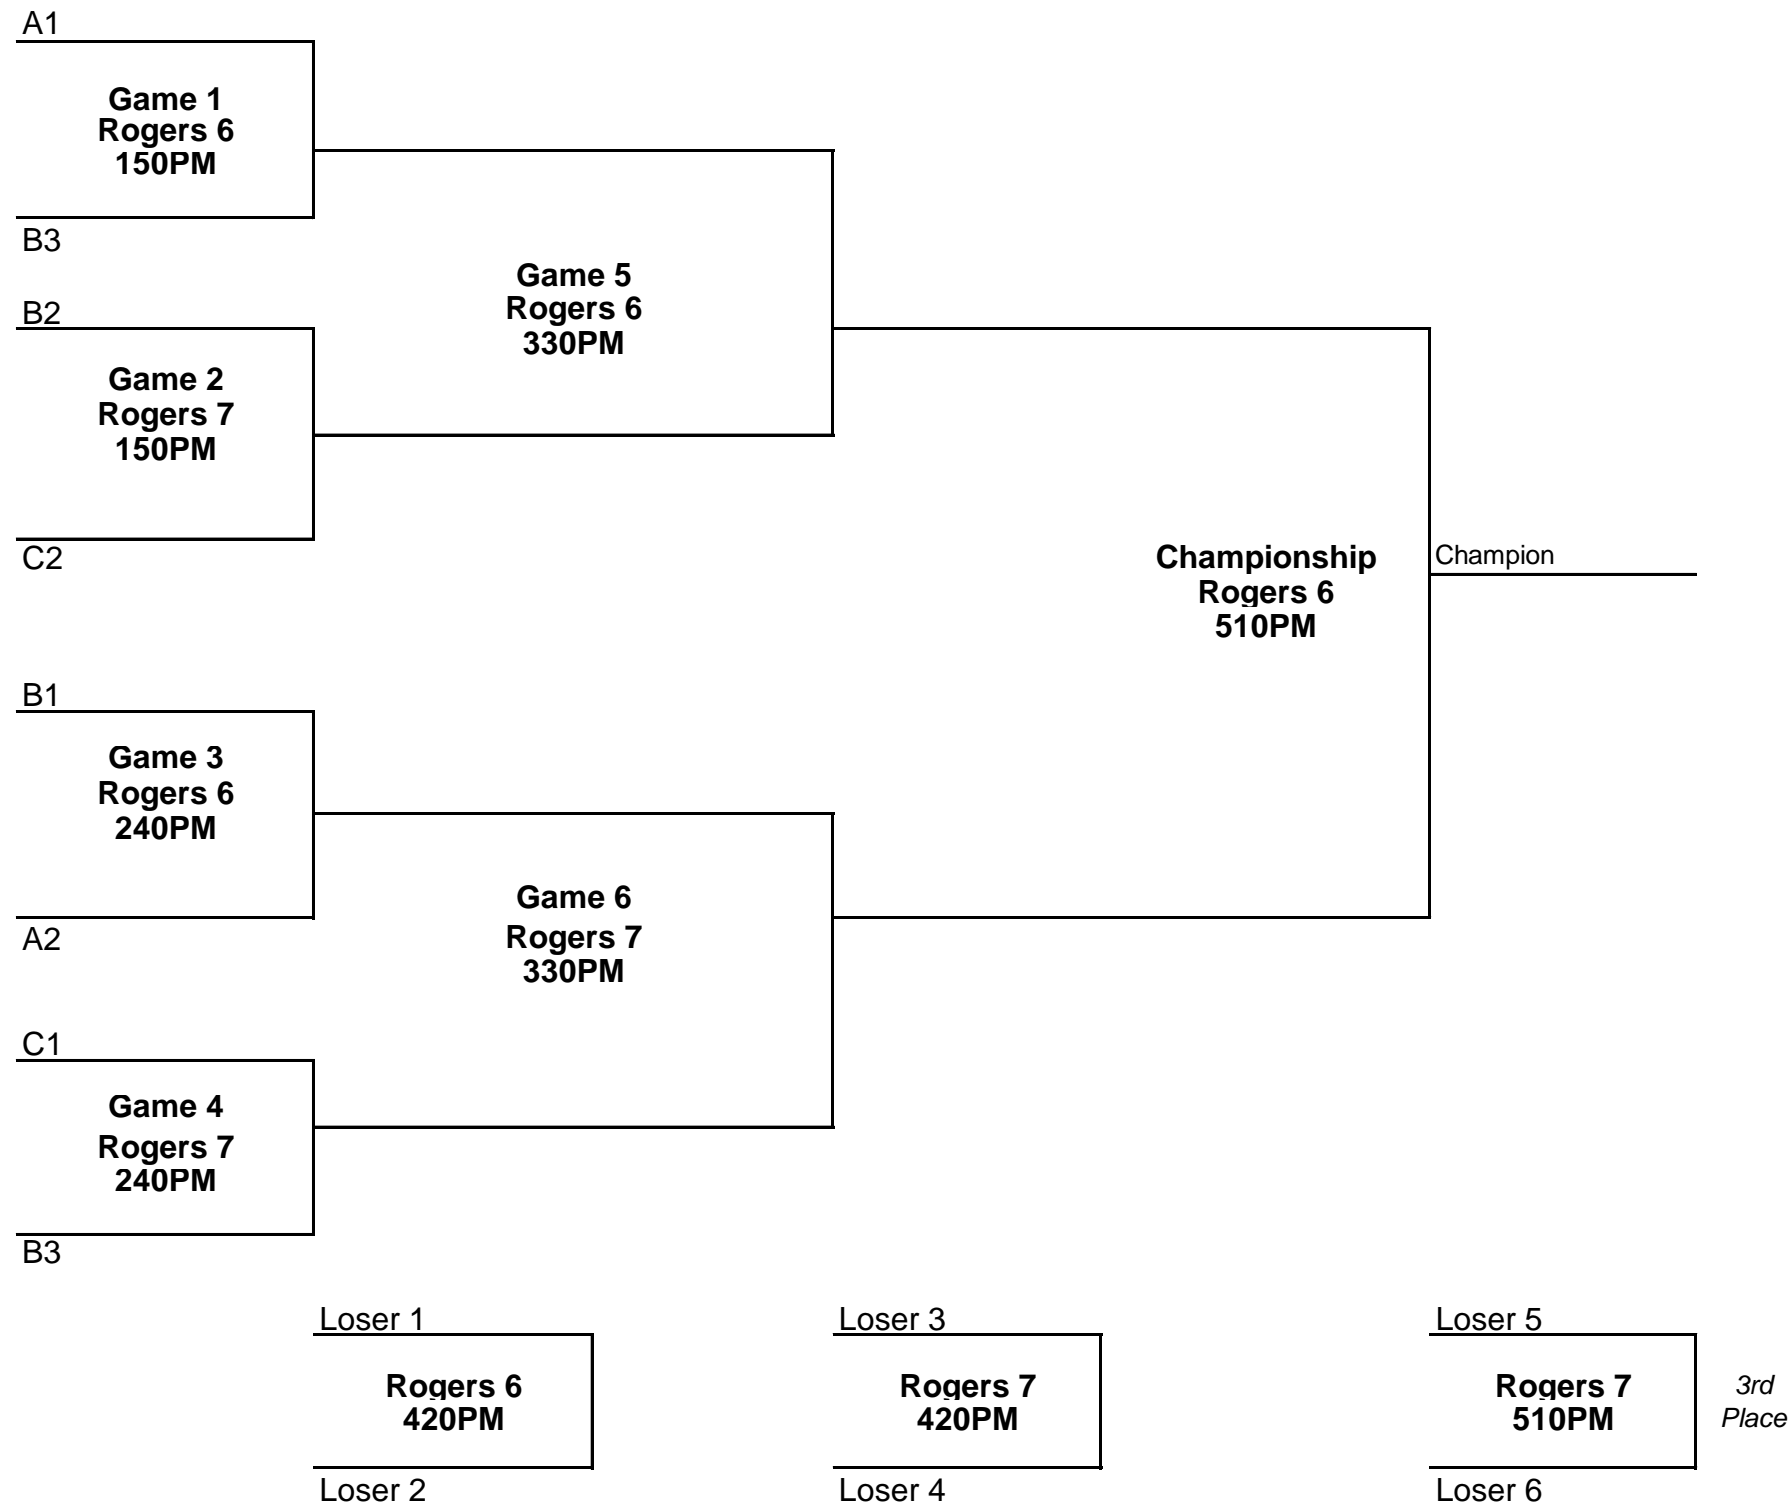 A1
Game 1
Rogers 6
150PM
B3
B2
Game 2
Rogers 7
150PM
C2
Game 5
Rogers 6
330PM
B1
Game 3
Rogers 6
240PM
A2
C1
Game 4
Rogers 7
240PM
B3
Game 6
Rogers 7
330PM
Championship
Rogers 6
510PM
Champion
Loser 1
Rogers 6
420PM
Loser 2
Loser 3
Rogers 7
420PM
Loser 4
Loser 5
Rogers 7
510PM
Loser 6
3rd
Place